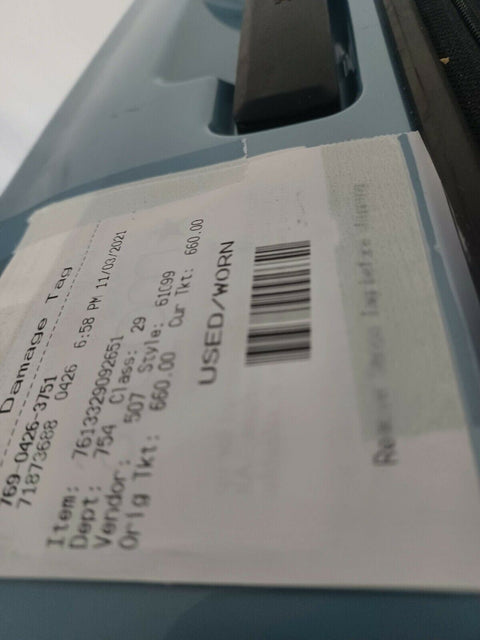 Damage Tag
769-0426-3751
71873688 0426 6:58 PM 11/03/2021
Item: 7613329092651
Dept: 754 Class: 29
Vendor: 507 Style: 61C99
Orig Tkt: 660.00 Cur Tkt: 660.00
USED/WORN